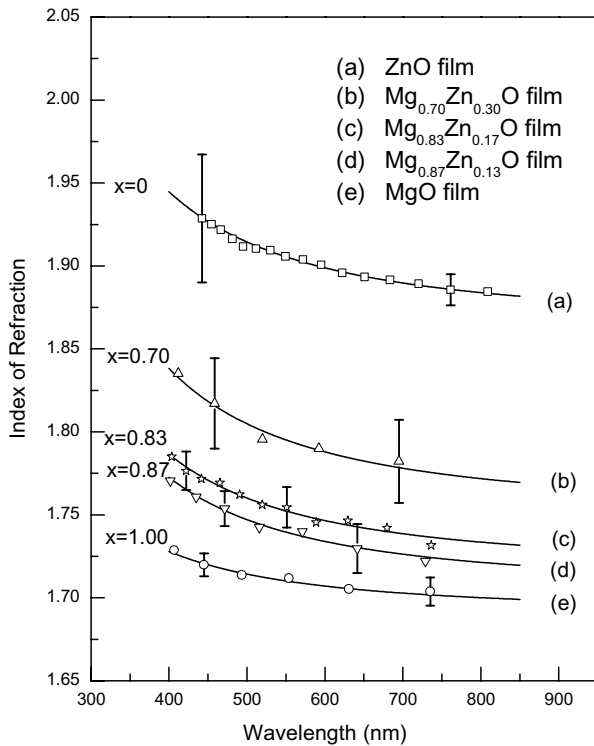 2.05
2.00
1.95
1.90
1.85
1.80
1.75
1.70
1.65
Index of Refraction
(a) ZnO film
(b) Mg0.70Zn0.30O film
(c) Mg0.83Zn0.17O film
(d) Mg0.87Zn0.13O film
(e) MgO film
x=0
(a)
x=0.70
(b)
x=0.83
(c)
x=0.87
(d)
x=1.00
(e)
300 400 500 600 700 800 900
Wavelength (nm)